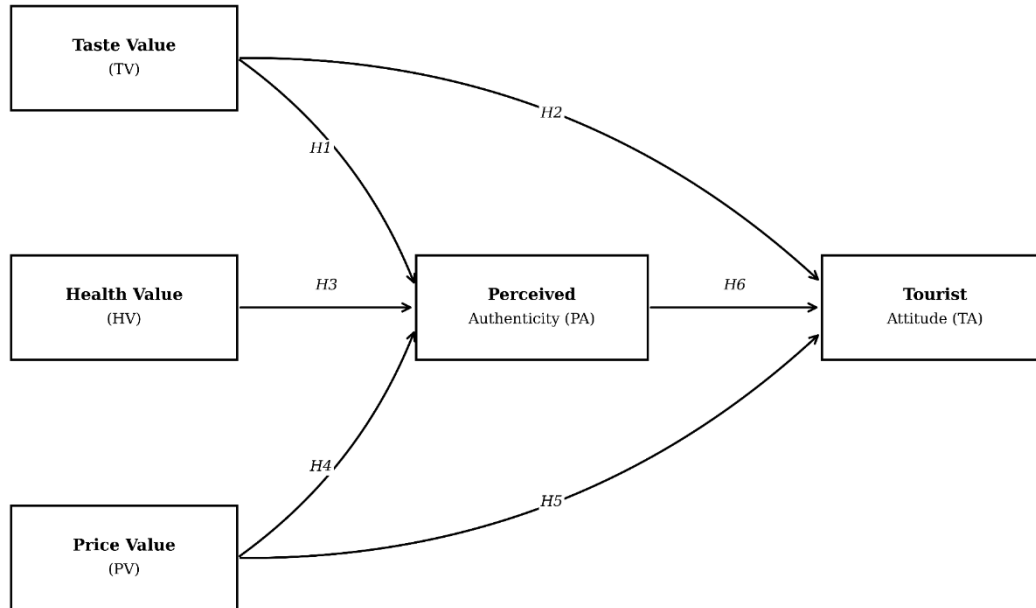 Taste Value
(TV)
H2
H1
Health Value
(HV)
H3
Perceived
Authenticity (PA)
H6
Tourist
Attitude (TA)
H4
H5
Price Value
(PV)